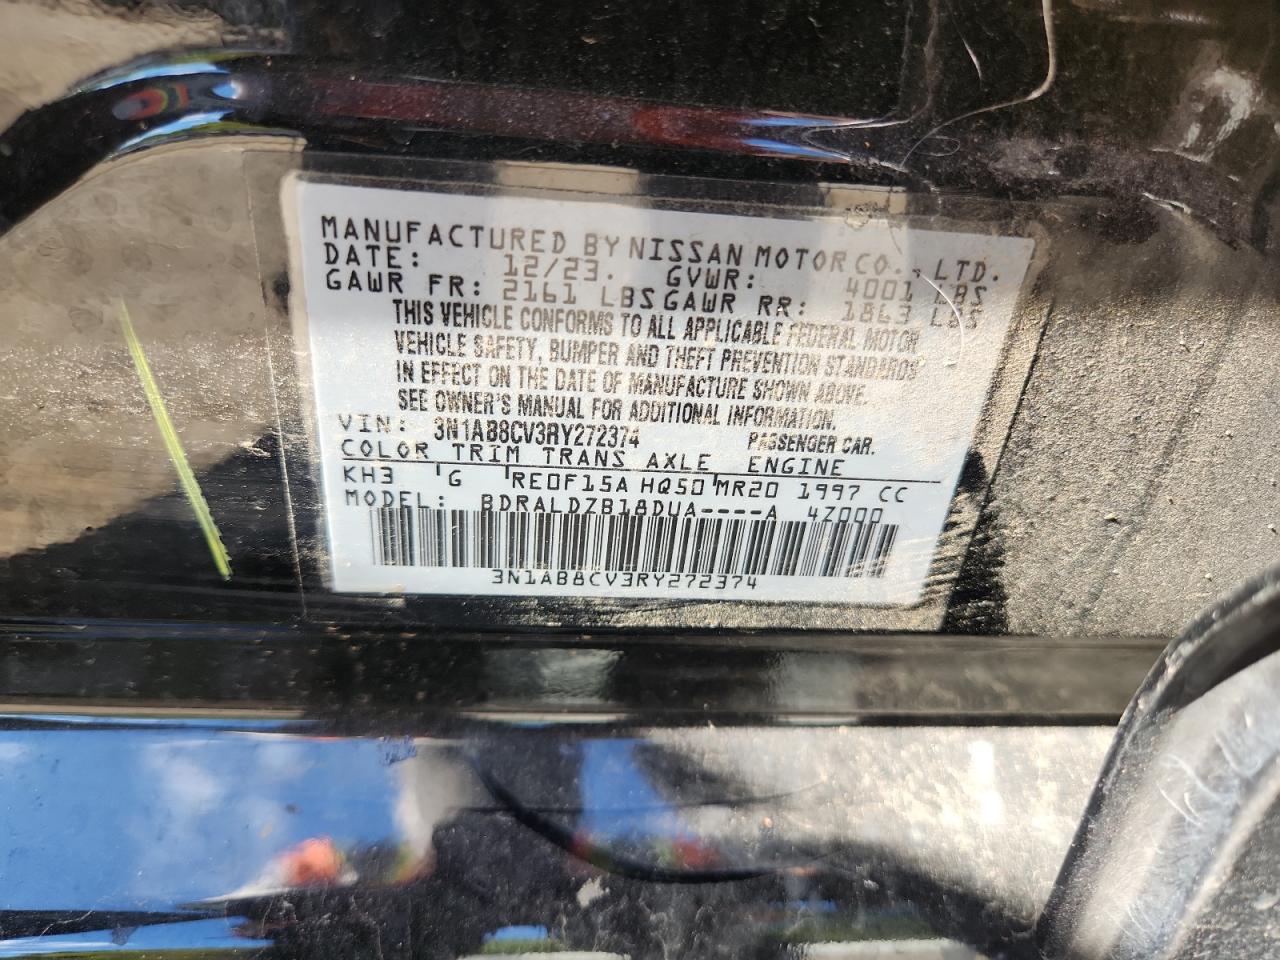 MANUFACTURED BY NISSAN MOTOR CO., LTD.
DATE: 12/23. GVWR: 4001 LBS
GAWR FR: 2161 LBS GAWR RR: 1863 LBS
THIS VEHICLE CONFORMS TO ALL APPLICABLE FEDERAL MOTOR
VEHICLE SAFETY, BUMPER AND THEFT PREVENTION STANDARDS
IN EFFECT ON THE DATE OF MANUFACTURE SHOWN ABOVE.
SEE OWNER'S MANUAL FOR ADDITIONAL INFORMATION.
VIN: 3N1AB8CV3RY272374 PASSENGER CAR.
COLOR TRIM TRANS AXLE ENGINE
KH3 G RE0F15A HQ50 MR20 1997 CC
MODEL: BDRALDZB18DUA----A 4Z000
3N1AB8CV3RY272374